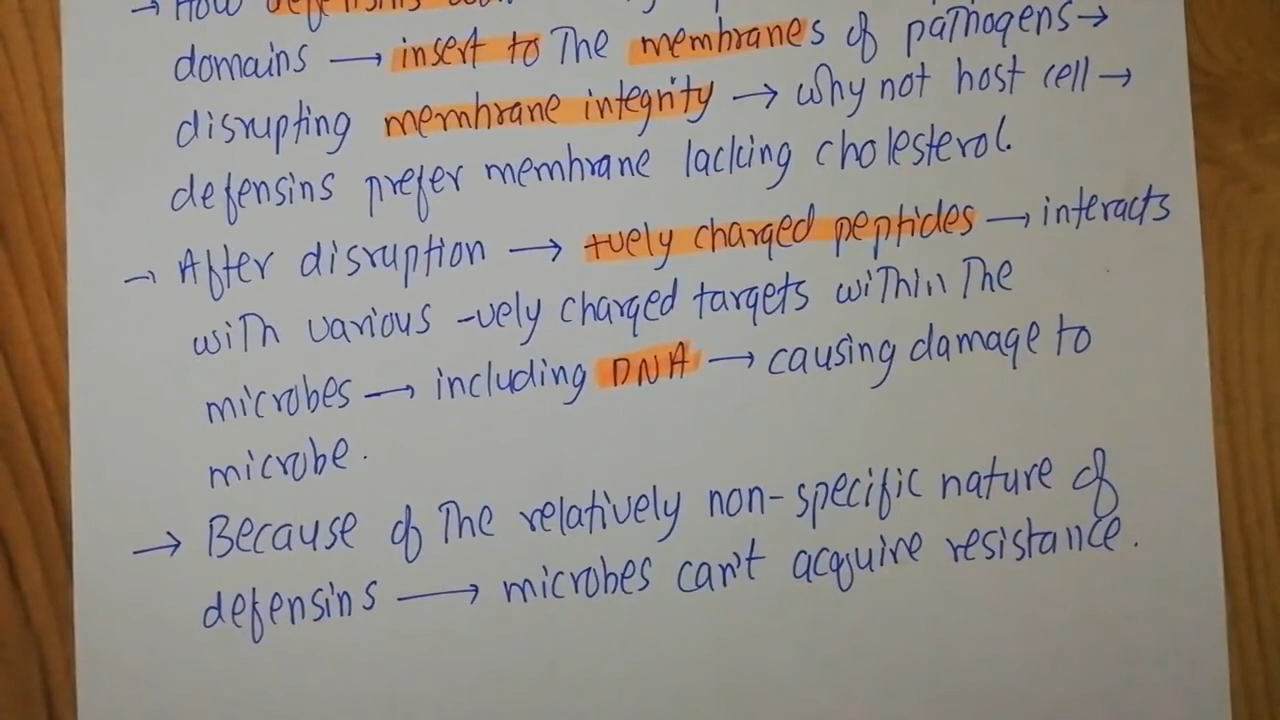 → How defensins
domains → insert to The membranes of pathogens →
disrupting membrane integrity → why not host cell →
defensins prefer membrane lacking cholesterol.
→ After disruption → +vely charged peptides → interacts
with various -vely charged targets within The
microbes → including DNA → causing damage to
microbe.
→ Because of The relatively non-specific nature of
defensins → microbes can't acquire resistance.